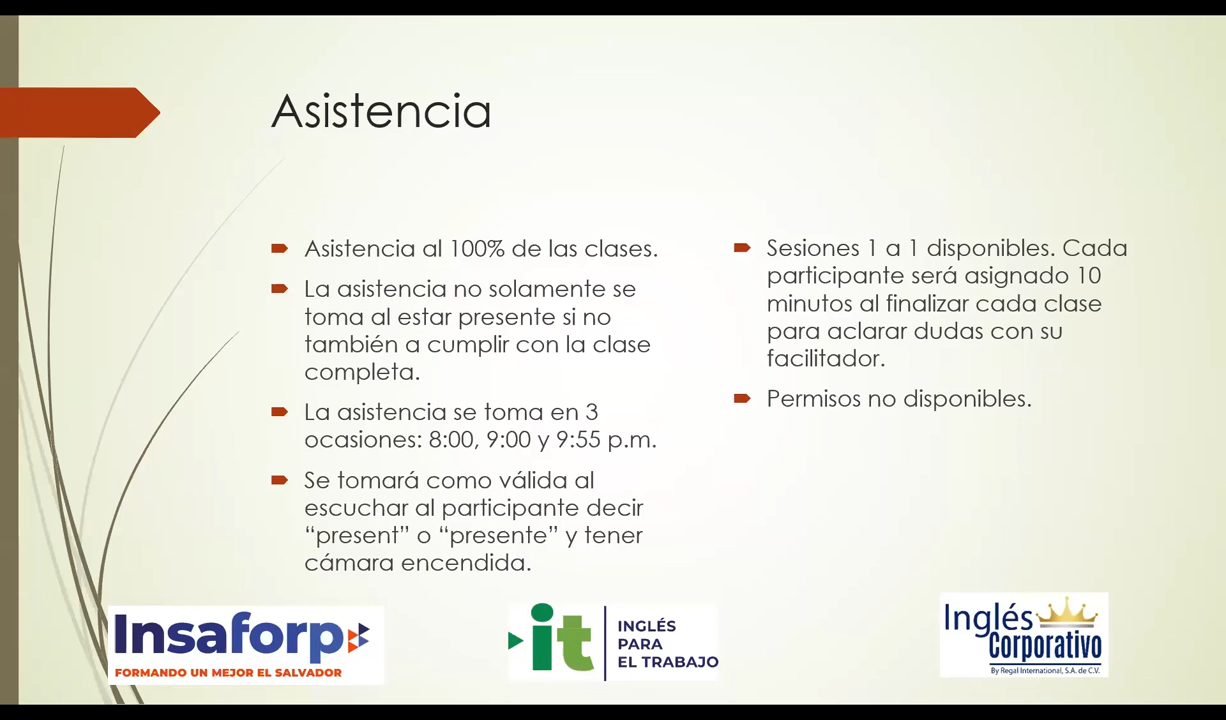 Asistencia
Asistencia al 100% de las clases.
La asistencia no solamente se
toma al estar presente si no
también a cumplir con la clase
completa.
La asistencia se toma en 3
ocasiones: 8:00, 9:00 y 9:55 p.m.
Se tomará como válida al
escuchar al participante decir
“present” o “presente” y tener
cámara encendida.
Sesiones 1 a 1 disponibles. Cada
participante será asignado 10
minutos al finalizar cada clase
para aclarar dudas con su
facilitador.
Permisos no disponibles.
Insaforp
FORMANDO UN MEJOR EL SALVADOR
it
INGLÉS
PARA
EL TRABAJO
Inglés
Corporativo
By Regal International, S.A. de C.V.